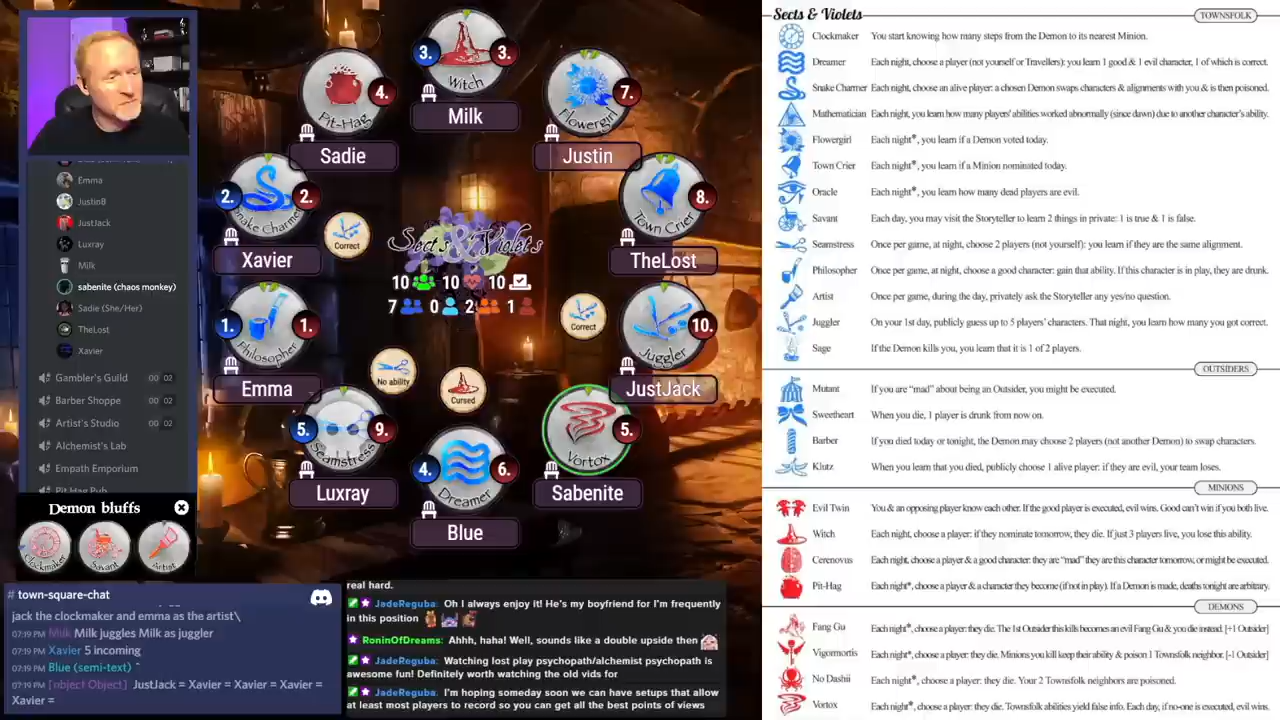 Emma
JustinB
JustJack
Luxray
Milk
sabenite (chaos monkey)
Sadie (She/Her)
TheLost
Xavier
Gambler's Guild 00 02
Barber Shoppe 00 02
Artist's Studio 00 02
Alchemist's Lab
Empath Emporium
Demon bluffs
Clockmaker
Savant
Artist
# town-square-chat
jack the clockmaker and emma as the artist\
07:19 PM Milk Milk juggles Milk as juggler
07:19 PM Xavier 5 incoming
07:19 PM Blue (semi-text) ^
07:19 PM [object Object] JustJack = Xavier = Xavier = Xavier =
Xavier =
3. Witch 3.
Milk
Pit-Hag 4.
Sadie
Flowergirl 7.
Justin
2. Snake Charmer 2.
Xavier
Correct
Town Crier 8.
TheLost
Sects & Violets
10 10 10
7 0 2 1
1. Philosopher 1.
Emma
Correct
Juggler 10.
JustJack
No ability
Cursed
5. Seamstress 9.
Luxray
4. Dreamer 6.
Blue
Vortox 5.
Sabenite
real hard.
JadeReguba: Oh I always enjoy it! He's my boyfriend for I'm frequently
in this position
RoninOfDreams: Ahhh, haha! Well, sounds like a double upside then
JadeReguba: Watching lost play psychopath/alchemist psychopath is
awesome fun! Definitely worth watching the old vids for
JadeReguba: I'm hoping someday soon we can have setups that allow
at least most players to record so you can get all the best points of views
Sects & Violets
TOWNSFOLK
Clockmaker You start knowing how many steps from the Demon to its nearest Minion.
Dreamer Each night, choose a player (not yourself or Travellers): you learn 1 good & 1 evil character, 1 of which is correct.
Snake Charmer Each night, choose an alive player: a chosen Demon swaps characters & alignments with you & is then poisoned.
Mathematician Each night, you learn how many players' abilities worked abnormally (since dawn) due to another character's ability.
Flowergirl Each night*, you learn if a Demon voted today.
Town Crier Each night*, you learn if a Minion nominated today.
Oracle Each night*, you learn how many dead players are evil.
Savant Each day, you may visit the Storyteller to learn 2 things in private: 1 is true & 1 is false.
Seamstress Once per game, at night, choose 2 players (not yourself): you learn if they are the same alignment.
Philosopher Once per game, at night, choose a good character: gain that ability. If this character is in play, they are drunk.
Artist Once per game, during the day, privately ask the Storyteller any yes/no question.
Juggler On your 1st day, publicly guess up to 5 players' characters. That night, you learn how many you got correct.
Sage If the Demon kills you, you learn that it is 1 of 2 players.
OUTSIDERS
Mutant If you are “mad” about being an Outsider, you might be executed.
Sweetheart When you die, 1 player is drunk from now on.
Barber If you died today or tonight, the Demon may choose 2 players (not another Demon) to swap characters.
Klutz When you learn that you died, publicly choose 1 alive player: if they are evil, your team loses.
MINIONS
Evil Twin You & an opposing player know each other. If the good player is executed, evil wins. Good can't win if you both live.
Witch Each night, choose a player: if they nominate tomorrow, they die. If just 3 players live, you lose this ability.
Cerenovus Each night, choose a player & a good character: they are “mad” they are this character tomorrow, or might be executed.
Pit-Hag Each night*, choose a player & a character they become (if not in play). If a Demon is made, deaths tonight are arbitrary.
DEMONS
Fang Gu Each night*, choose a player: they die. The 1st Outsider this kills becomes an evil Fang Gu & you die instead. [+1 Outsider]
Vigormortis Each night*, choose a player: they die. Minions you kill keep their ability & poison 1 Townsfolk neighbor. [-1 Outsider]
No Dashii Each night*, choose a player: they die. Your 2 Townsfolk neighbors are poisoned.
Vortox Each night*, choose a player: they die. Townsfolk abilities yield false info. Each day, if no-one is executed, evil wins.